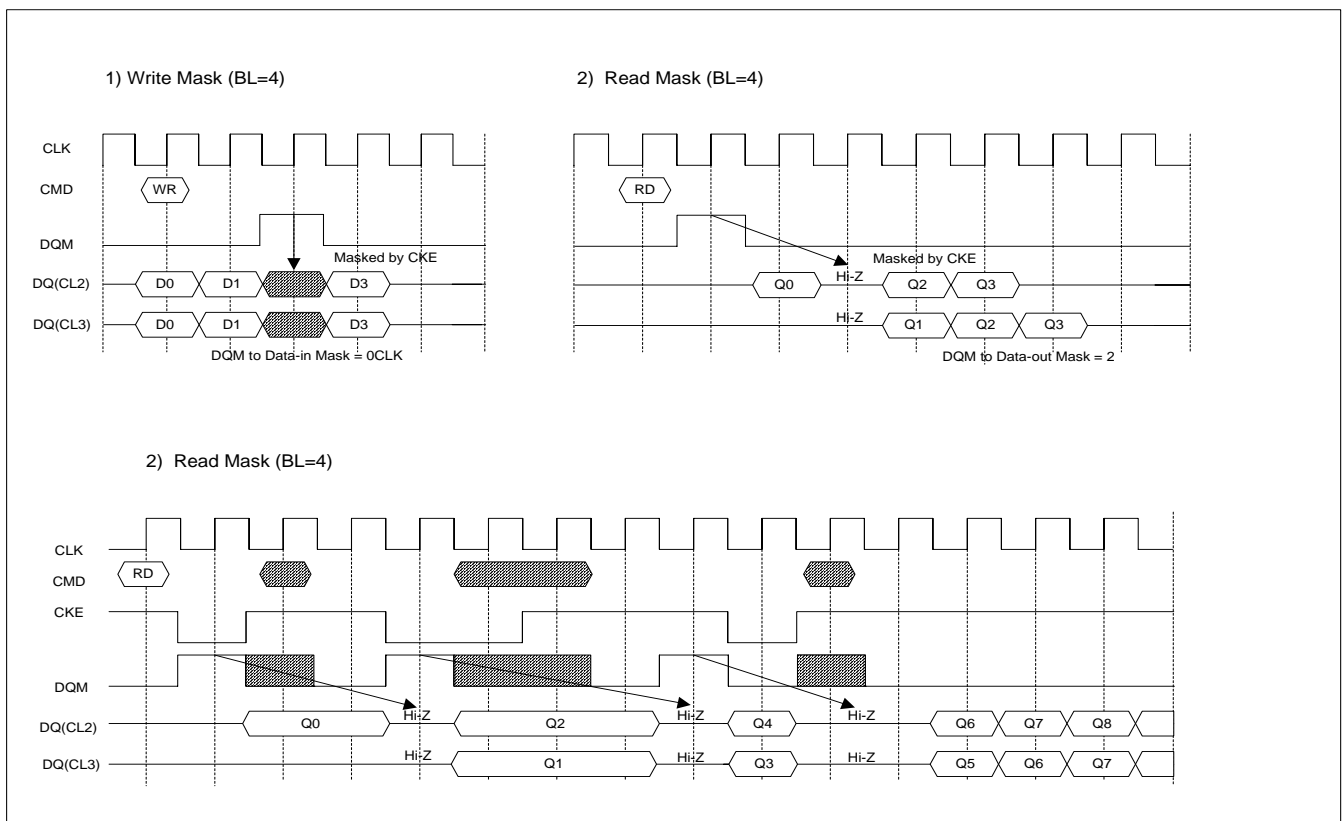 1) Write Mask (BL=4)
CLK
CMD
WR
DQM
Masked by CKE
DQ(CL2)
D0
D1
D3
DQ(CL3)
D0
D1
D3
DQM to Data-in Mask = 0CLK
2) Read Mask (BL=4)
RD
Masked by CKE
Hi-Z
Q0
Q2
Q3
Hi-Z
Q1
Q2
Q3
DQM to Data-out Mask = 2
2) Read Mask (BL=4)
CLK
CMD
RD
CKE
DQM
DQ(CL2)
Q0
Hi-Z
Q2
Hi-Z
Q4
Hi-Z
Q6
Q7
Q8
DQ(CL3)
Hi-Z
Q1
Hi-Z
Q3
Hi-Z
Q5
Q6
Q7